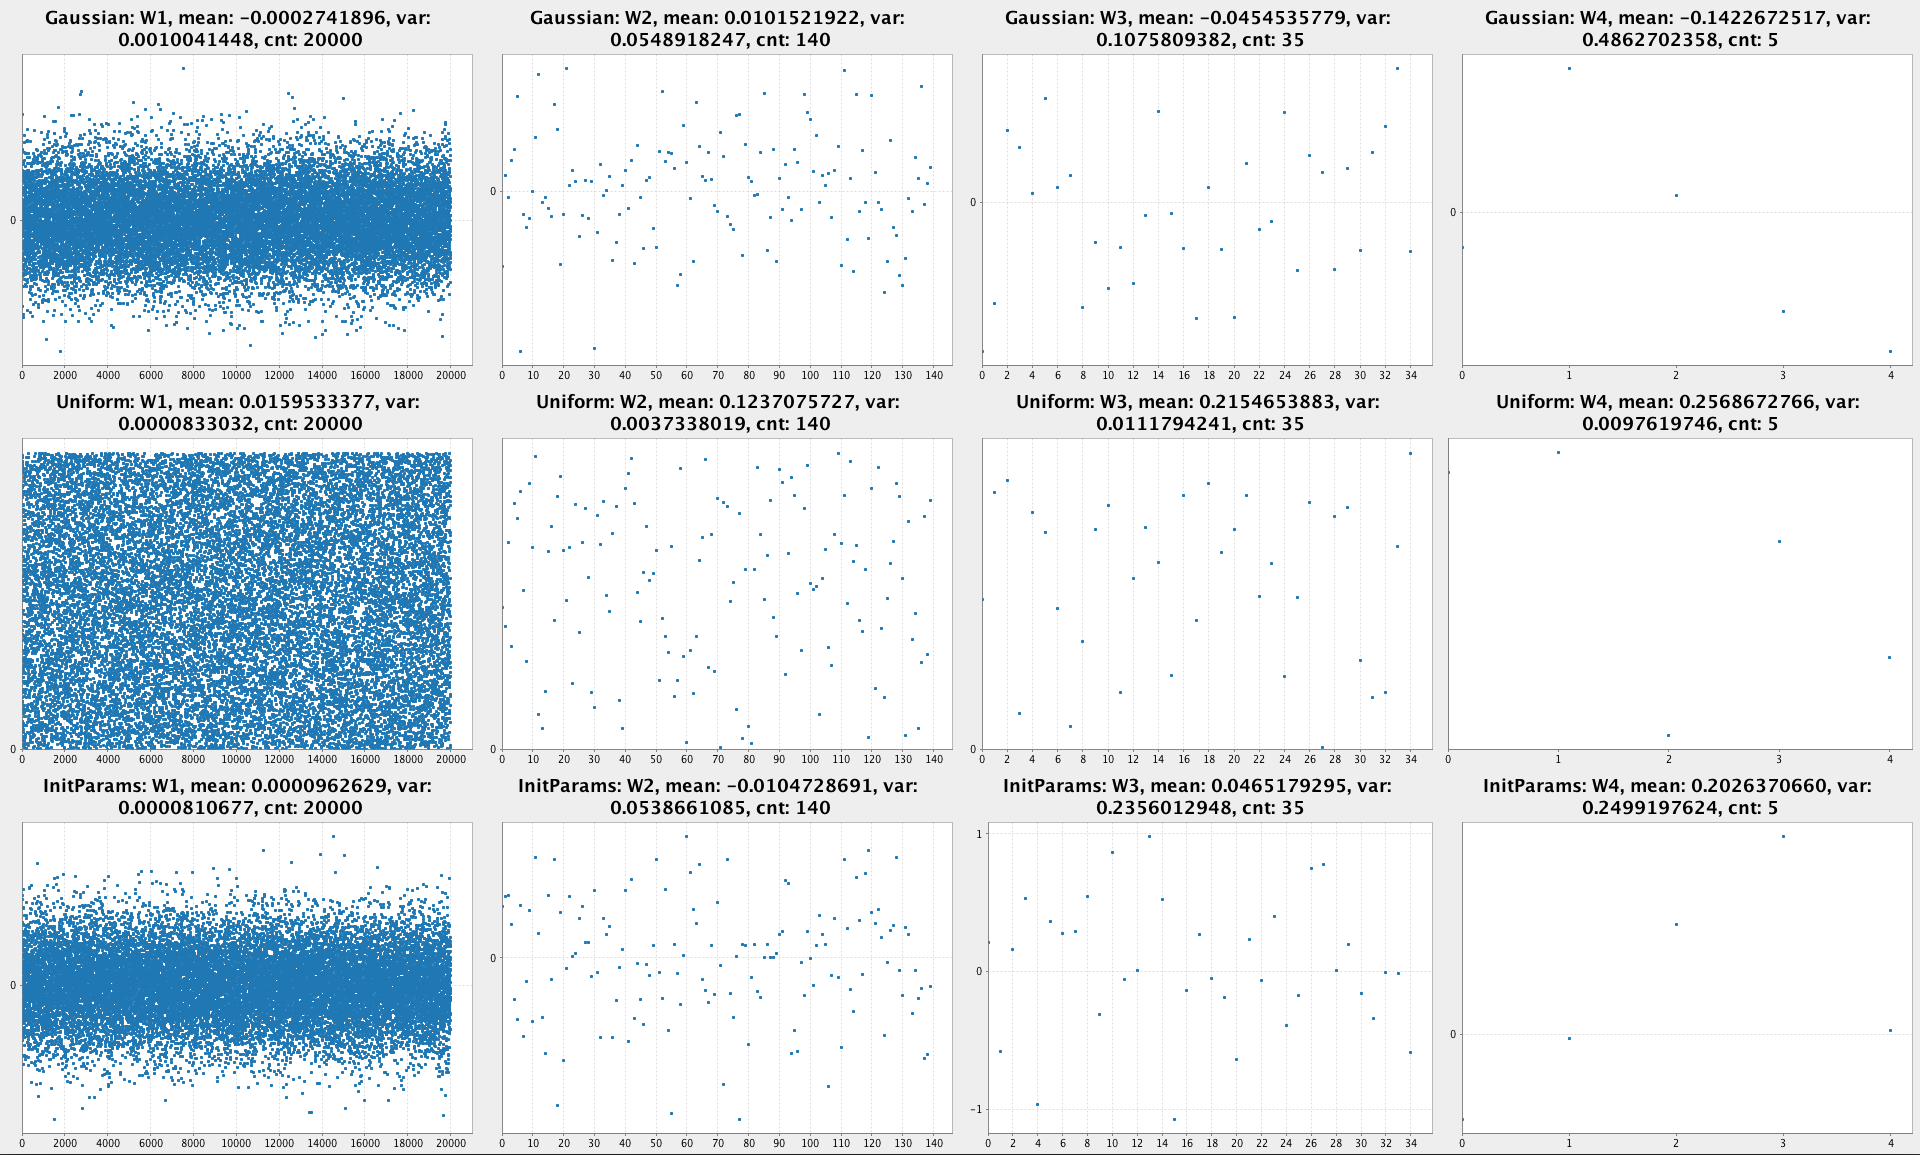 Gaussian: W1, mean: −0.0002741896, var:
0.0010041448, cnt: 20000
0
0 2000 4000 6000 8000 10000 12000 14000 16000 18000 20000
Gaussian: W2, mean: 0.0101521922, var:
0.0548918247, cnt: 140
0
0 10 20 30 40 50 60 70 80 90 100 110 120 130 140
Gaussian: W3, mean: −0.0454535779, var:
0.1075809382, cnt: 35
0
0 2 4 6 8 10 12 14 16 18 20 22 24 26 28 30 32 34
Gaussian: W4, mean: −0.1422672517, var:
0.4862702358, cnt: 5
0
0 1 2 3 4
Uniform: W1, mean: 0.0159533377, var:
0.0000833032, cnt: 20000
0
0 2000 4000 6000 8000 10000 12000 14000 16000 18000 20000
Uniform: W2, mean: 0.1237075727, var:
0.0037338019, cnt: 140
0
0 10 20 30 40 50 60 70 80 90 100 110 120 130 140
Uniform: W3, mean: 0.2154653883, var:
0.0111794241, cnt: 35
0
0 2 4 6 8 10 12 14 16 18 20 22 24 26 28 30 32 34
Uniform: W4, mean: 0.2568672766, var:
0.0097619746, cnt: 5
0
0 1 2 3 4
InitParams: W1, mean: 0.0000962629, var:
0.0000810677, cnt: 20000
0
0 2000 4000 6000 8000 10000 12000 14000 16000 18000 20000
InitParams: W2, mean: −0.0104728691, var:
0.0538661085, cnt: 140
0
0 10 20 30 40 50 60 70 80 90 100 110 120 130 140
InitParams: W3, mean: 0.0465179295, var:
0.2356012948, cnt: 35
1
0
−1
0 2 4 6 8 10 12 14 16 18 20 22 24 26 28 30 32 34
InitParams: W4, mean: 0.2026370660, var:
0.2499197624, cnt: 5
0
0 1 2 3 4